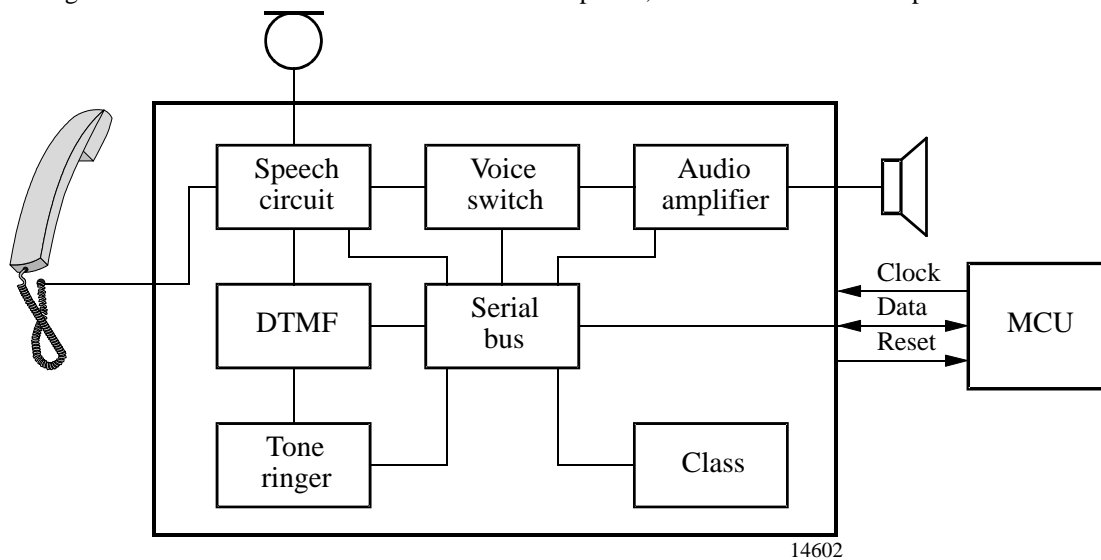 Speech
circuit
Voice
switch
Audio
amplifier
Clock
Data
Reset
MCU
DTMF
Serial
bus
Tone
ringer
Class
14602